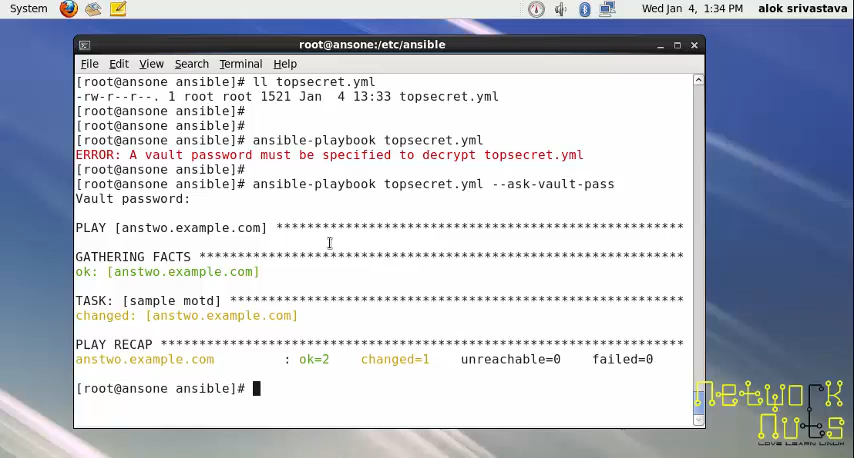 System
Wed Jan 4, 1:34 PM alok srivastava
root@ansone:/etc/ansible
File Edit View Search Terminal Help
[root@ansone ansible]# ll topsecret.yml
-rw-r--r--. 1 root root 1521 Jan  4 13:33 topsecret.yml
[root@ansone ansible]#
[root@ansone ansible]#
[root@ansone ansible]# ansible-playbook topsecret.yml
ERROR: A vault password must be specified to decrypt topsecret.yml
[root@ansone ansible]#
[root@ansone ansible]# ansible-playbook topsecret.yml --ask-vault-pass
Vault password:
PLAY [anstwo.example.com] *****************************************************
GATHERING FACTS ***************************************************************
ok: [anstwo.example.com]
TASK: [sample motd] ***********************************************************
changed: [anstwo.example.com]
PLAY RECAP ********************************************************************
anstwo.example.com         : ok=2    changed=1    unreachable=0    failed=0
[root@ansone ansible]#
Network
Nuts
LOVE LEARN LINUX